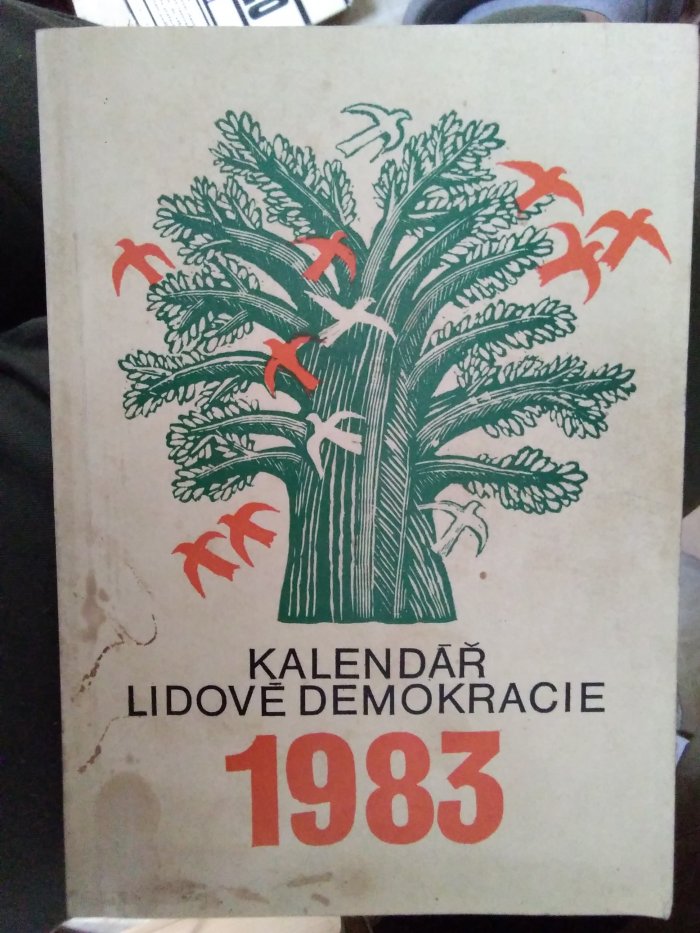 KALENDÁŘ
LIDOVÉ DEMOKRACIE
1983